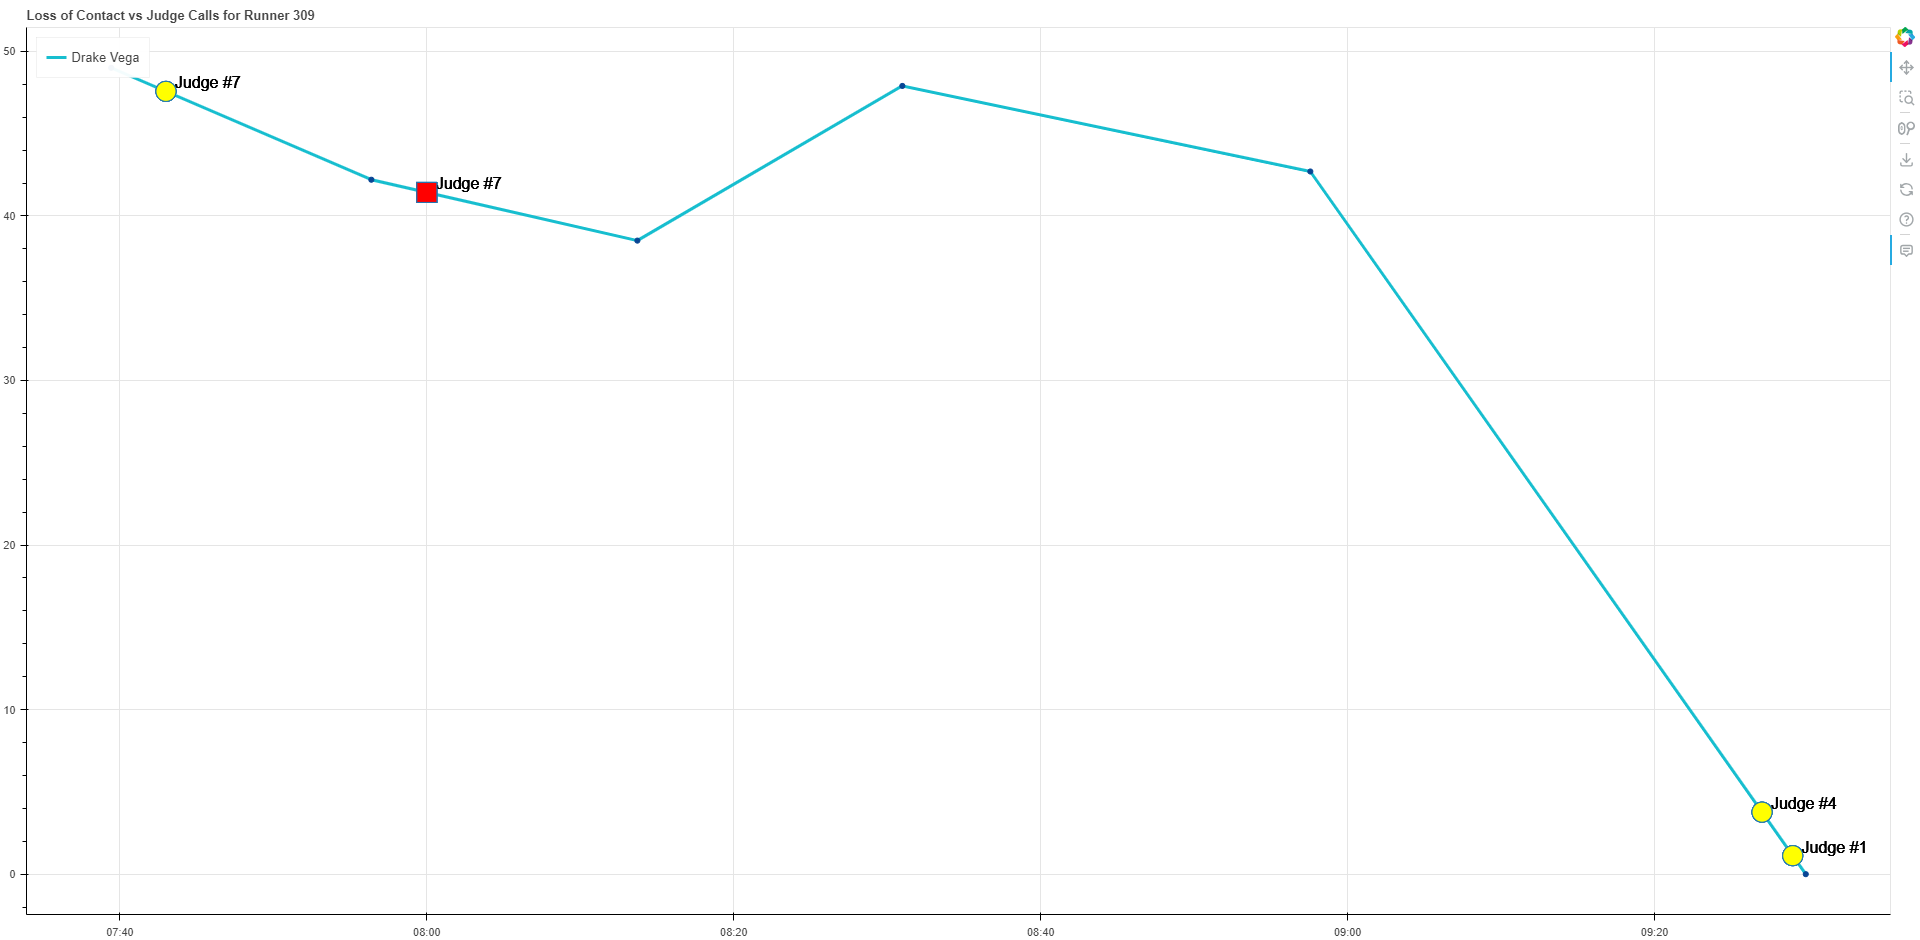 Loss of Contact vs Judge Calls for Runner 309
Drake Vega
Judge #7
Judge #7
Judge #4
Judge #1
50
40
30
20
10
0
07:40
08:00
08:20
08:40
09:00
09:20